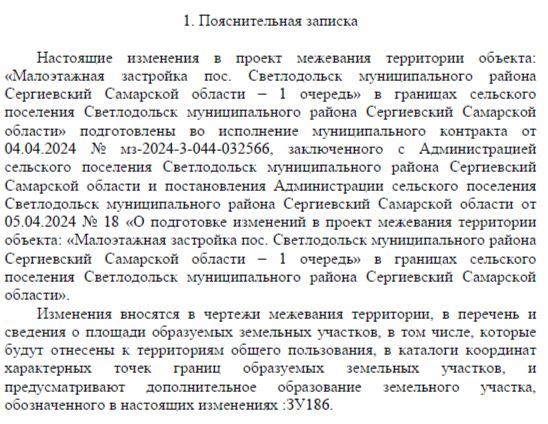 1. Пояснительная записка
Настоящие изменения в проект межевания территории объекта:
«Малоэтажная застройка пос. Светлодольск муниципального района
Сергиевский Самарской области – 1 очередь» в границах сельского
поселения Светлодольск муниципального района Сергиевский Самарской
области» подготовлены во исполнение муниципального контракта от
04.04.2024 № мз-2024-3-044-032566, заключенного с Администрацией
сельского поселения Светлодольск муниципального района Сергиевский
Самарской области и постановления Администрации сельского поселения
Светлодольск муниципального района Сергиевский Самарской области от
05.04.2024 № 18 «О подготовке изменений в проект межевания территории
объекта: «Малоэтажная застройка пос. Светлодольск муниципального района
Сергиевский Самарской области – 1 очередь» в границах сельского
поселения Светлодольск муниципального района Сергиевский Самарской
области».
Изменения вносятся в чертежи межевания территории, в перечень и
сведения о площади образуемых земельных участков, в том числе, которые
будут отнесены к территориям общего пользования, в каталоги координат
характерных точек границ образуемых земельных участков, и
предусматривают дополнительное образование земельного участка,
обозначенного в настоящих изменениях :ЗУ186.